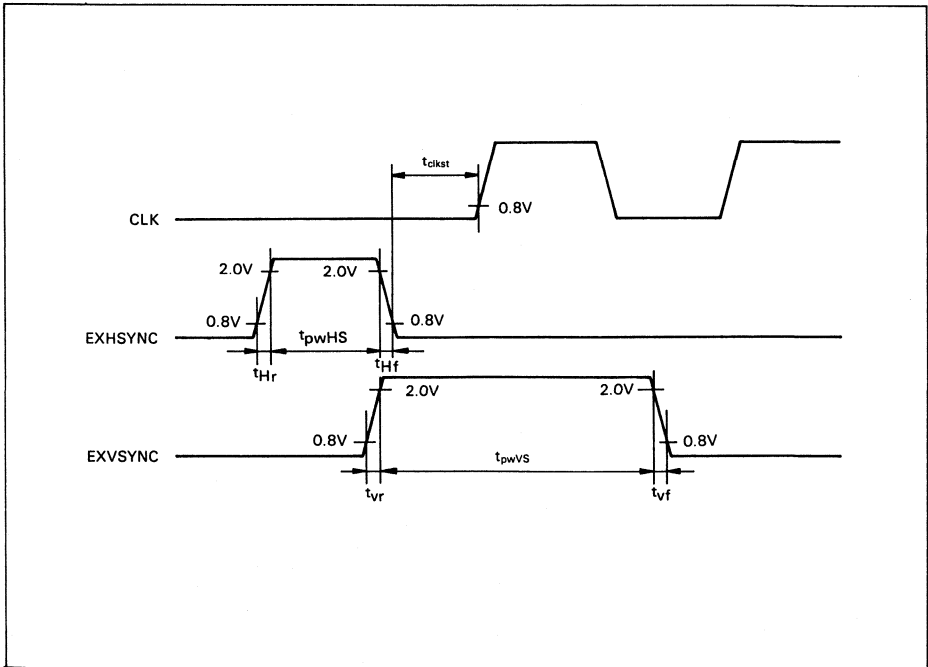 tclkst
0.8V
CLK
2.0V 2.0V
0.8V 0.8V
EXHSYNC tpwHS
tHr tHf
2.0V 2.0V
0.8V 0.8V
EXVSYNC tpwVS
tvr tvf